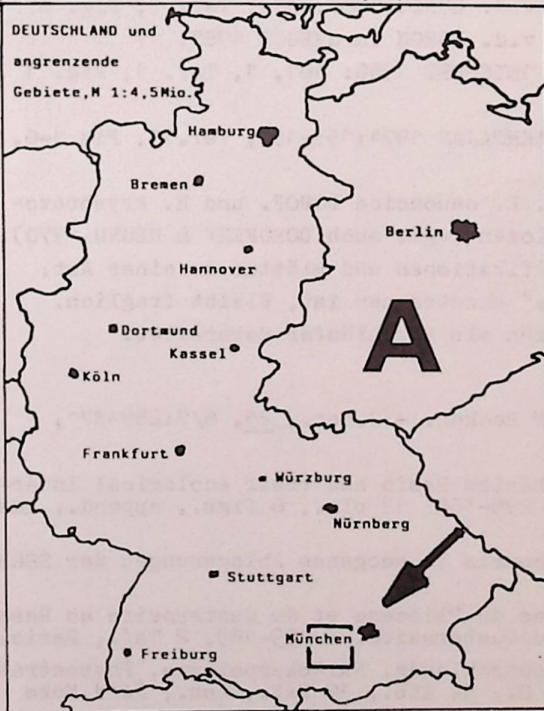 DEUTSCHLAND und
angrenzende
Gebiete,M 1:4,5Mio.
Hamburg
Bremen
Berlin
Hannover
Dortmund
Kassel
A
Köln
Frankfurt
Würzburg
Nürnberg
Stuttgart
München
Freiburg